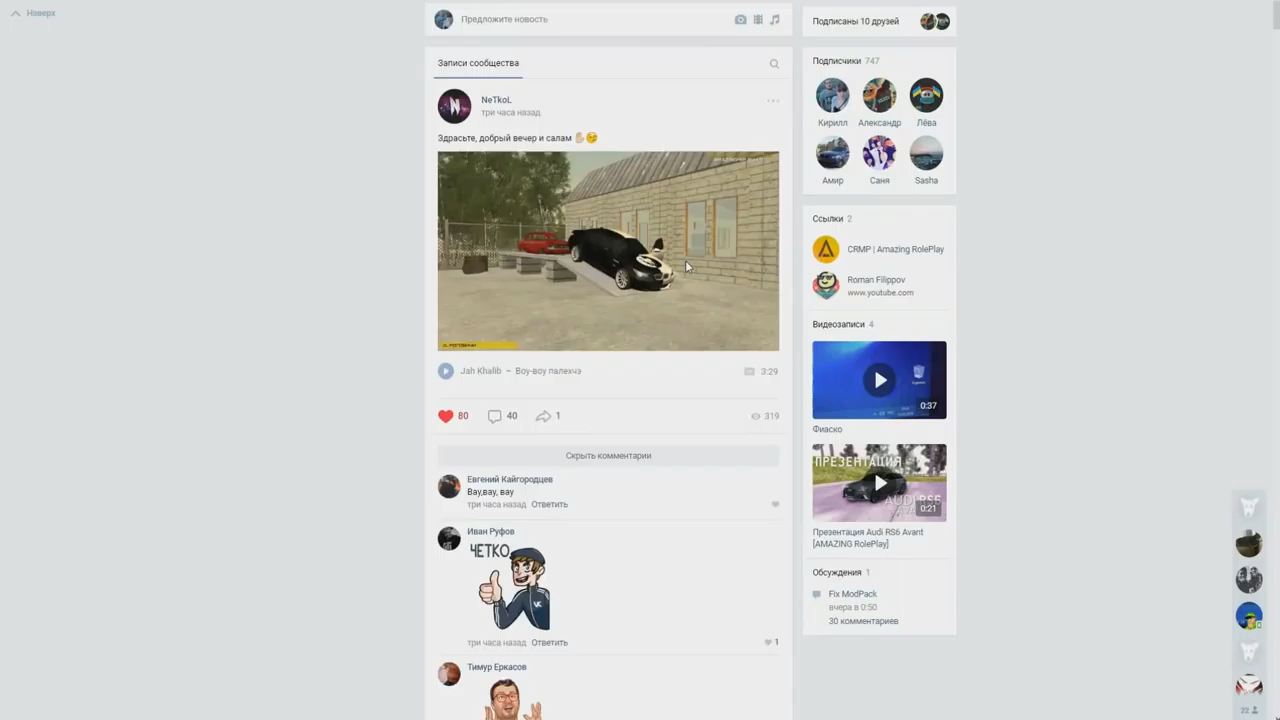 Наверх
Предложите новость
Записи сообщества
NeTkoL
три часа назад
Здрасьте, добрый вечер и салам
Jah Khalib – Воу-воу палехчэ
3:29
80
40
1
319
Скрыть комментарии
Евгений Кайгородцев
Вау,вау, вау
три часа назад Ответить
Иван Руфов
ЧЕТКО
три часа назад Ответить
1
Тимур Еркасов
Подписаны 10 друзей
Подписчики 747
Кирилл Александр Лёва
Амир Саня Sasha
Ссылки 2
CRMP | Amazing RolePlay
Roman Filippov
www.youtube.com
Видеозаписи 4
0:37
Фиаско
ПРЕЗЕНТАЦИЯ
AUDI RS6
0:21
Презентация Audi RS6 Avant
[AMAZING RolePlay]
Обсуждения 1
Fix ModPack
вчера в 0:50
30 комментариев
22